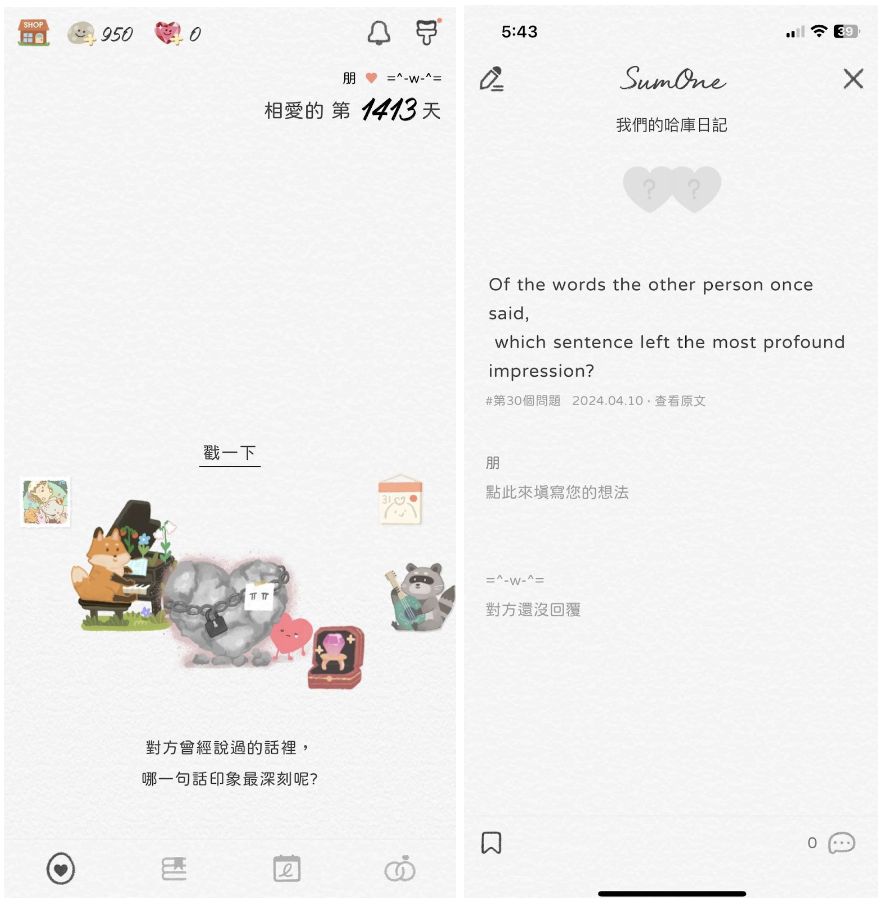 SHOP
950
0
朋 ♥ =^-w-^=
相愛的 第 1413 天
戳一下
31
ㅠㅠ
對方曾經說過的話裡，
哪一句話印象最深刻呢?
5:43
39
SumOne
我們的哈庫日記
? ?
Of the words the other person once
said,
which sentence left the most profound
impression?
#第30個問題 2024.04.10・查看原文
朋
點此來填寫您的想法
=^-w-^=
對方還沒回覆
0